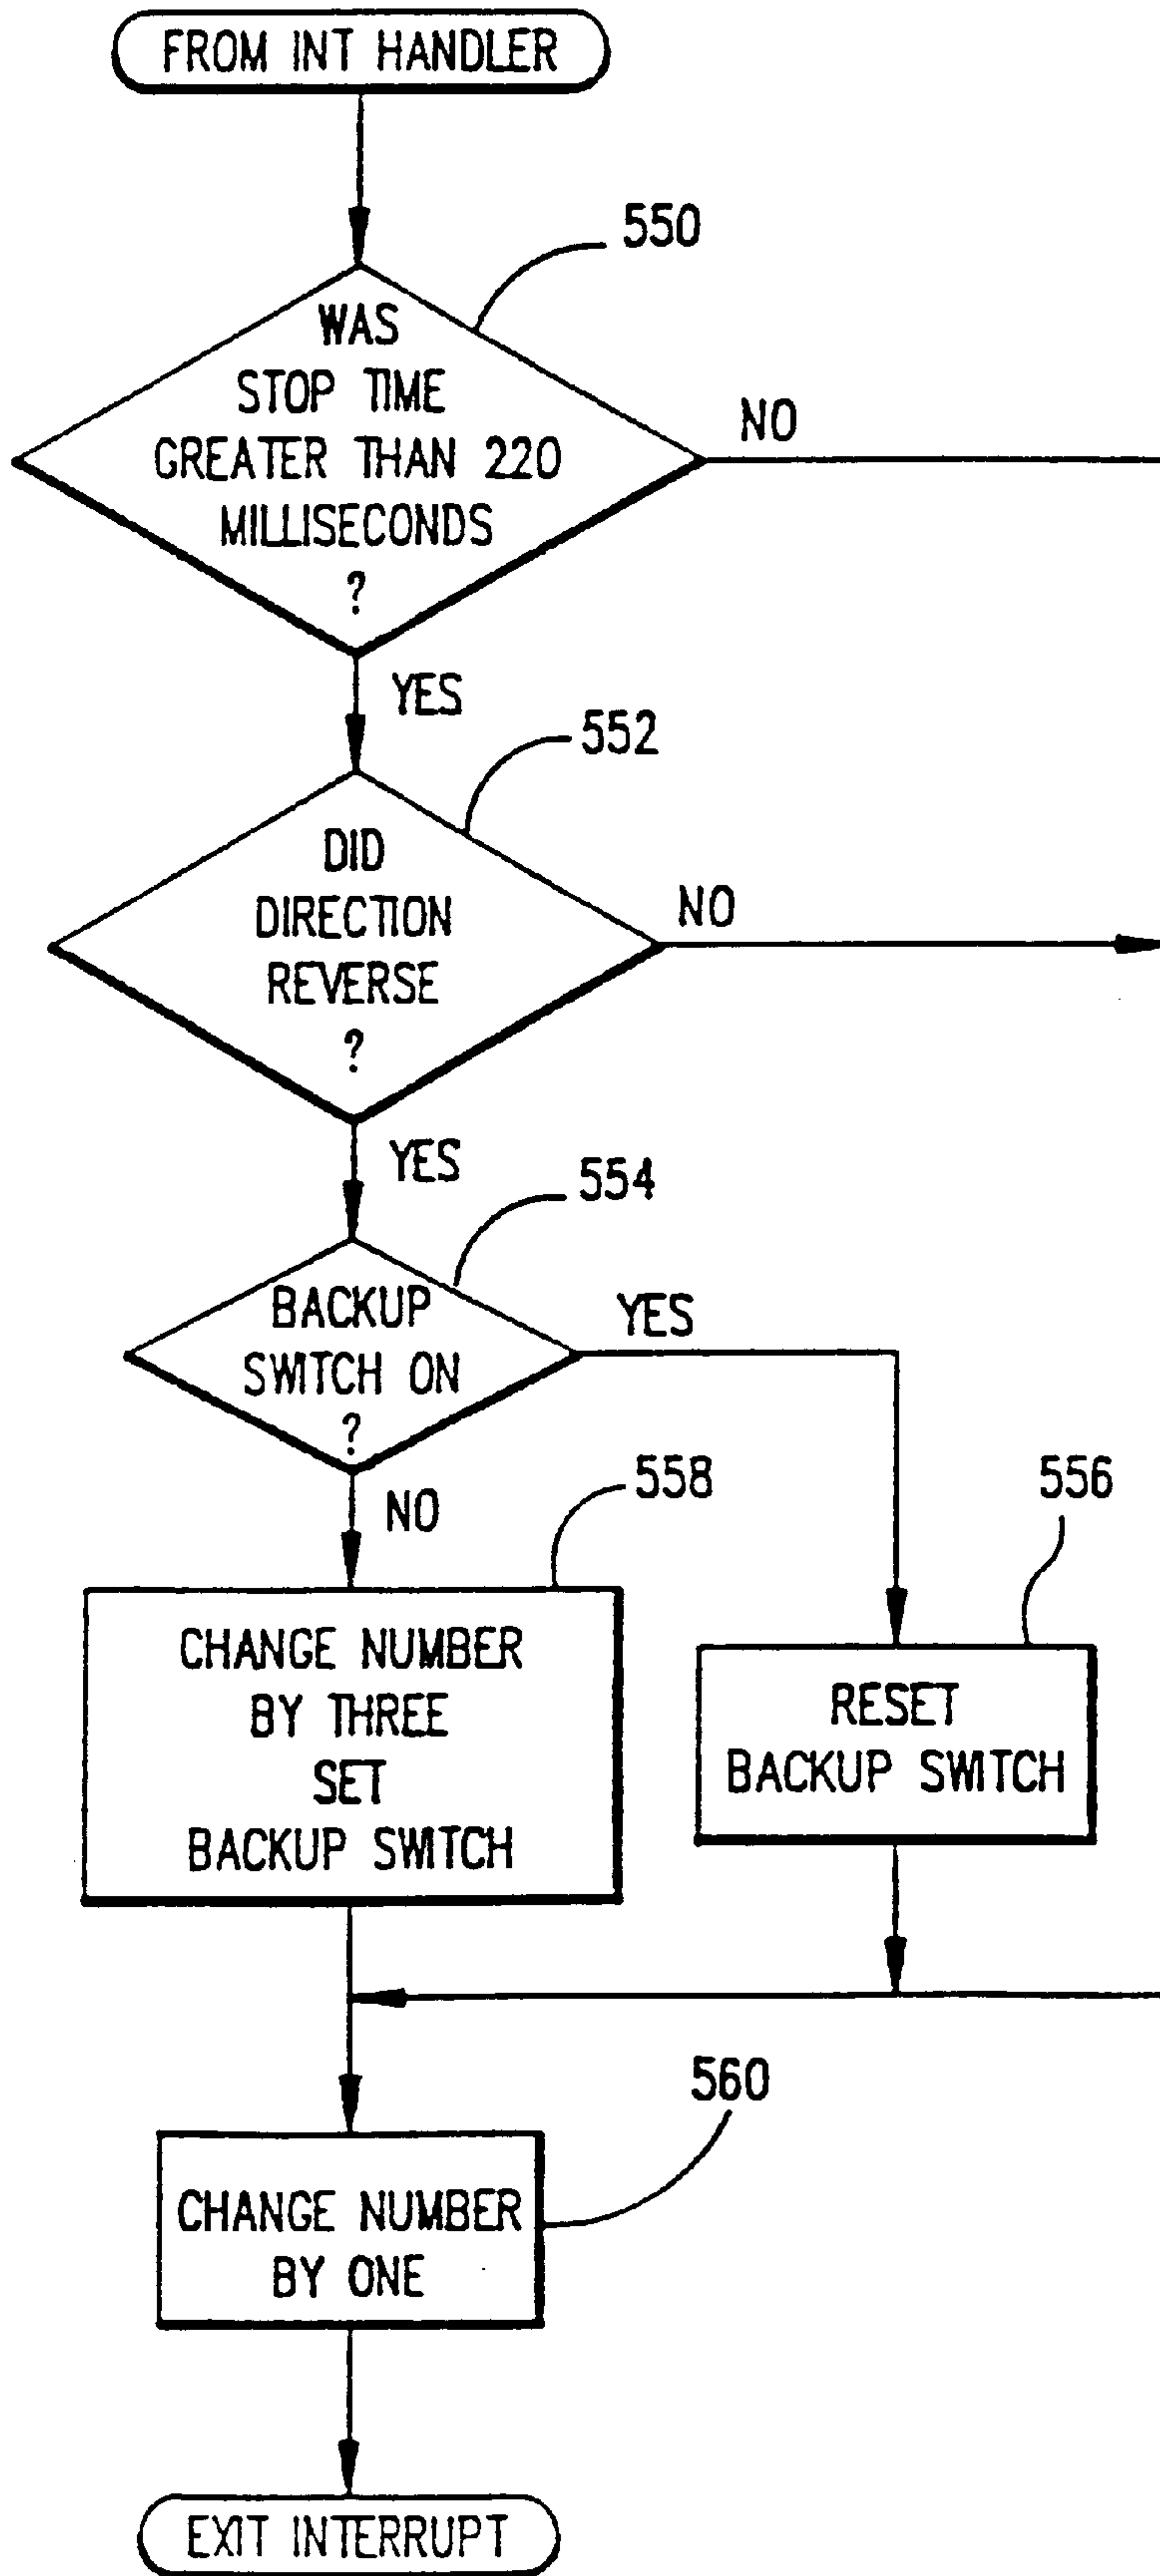 FROM INT HANDLER
550
WAS
STOP TIME
GREATER THAN 220
MILLISECONDS
?
NO
YES
552
DID
DIRECTION
REVERSE
?
NO
YES
554
BACKUP
SWITCH ON
?
YES
NO
558
556
CHANGE NUMBER
BY THREE
SET
BACKUP SWITCH
RESET
BACKUP SWITCH
560
CHANGE NUMBER
BY ONE
EXIT INTERRUPT